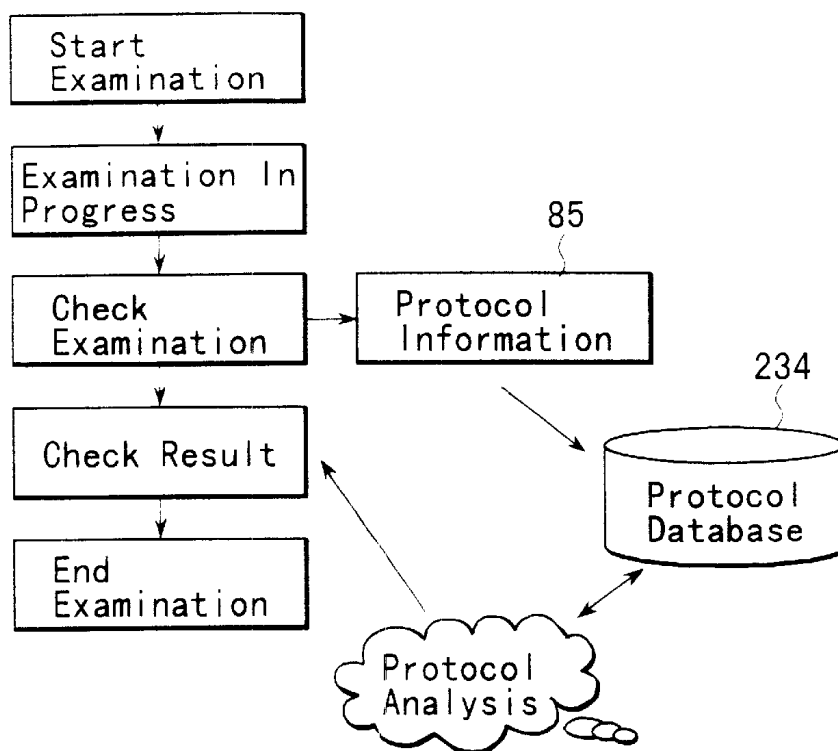 Start
Examination
Examination In
Progress
85
Check
Examination
Protocol
Information
234
Check Result
Protocol
Database
End
Examination
Protocol
Analysis